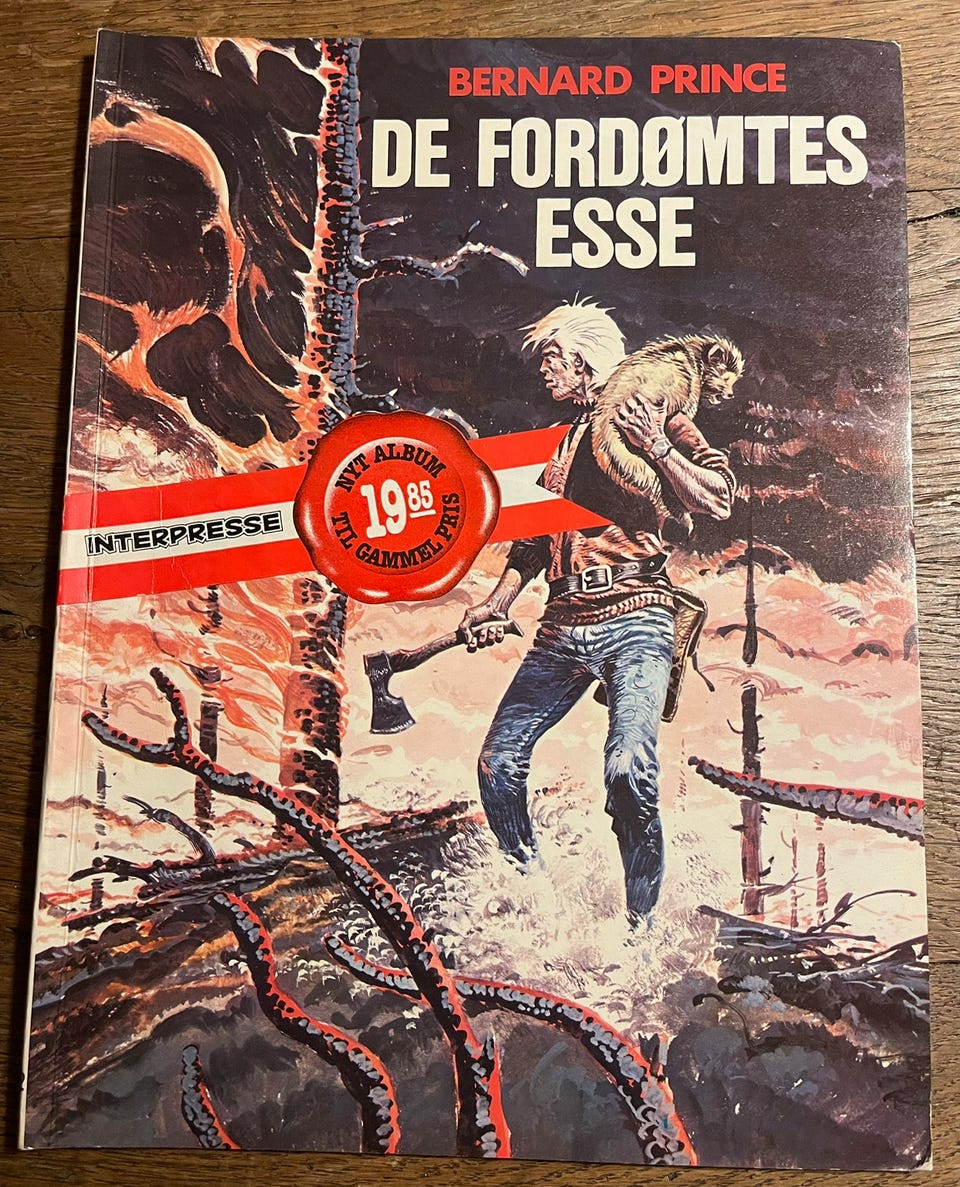 BERNARD PRINCE
DE FORDØMTES
ESSE
INTERPRESSE
NYT ALBUM
19 85
TIL GAMMEL PRIS